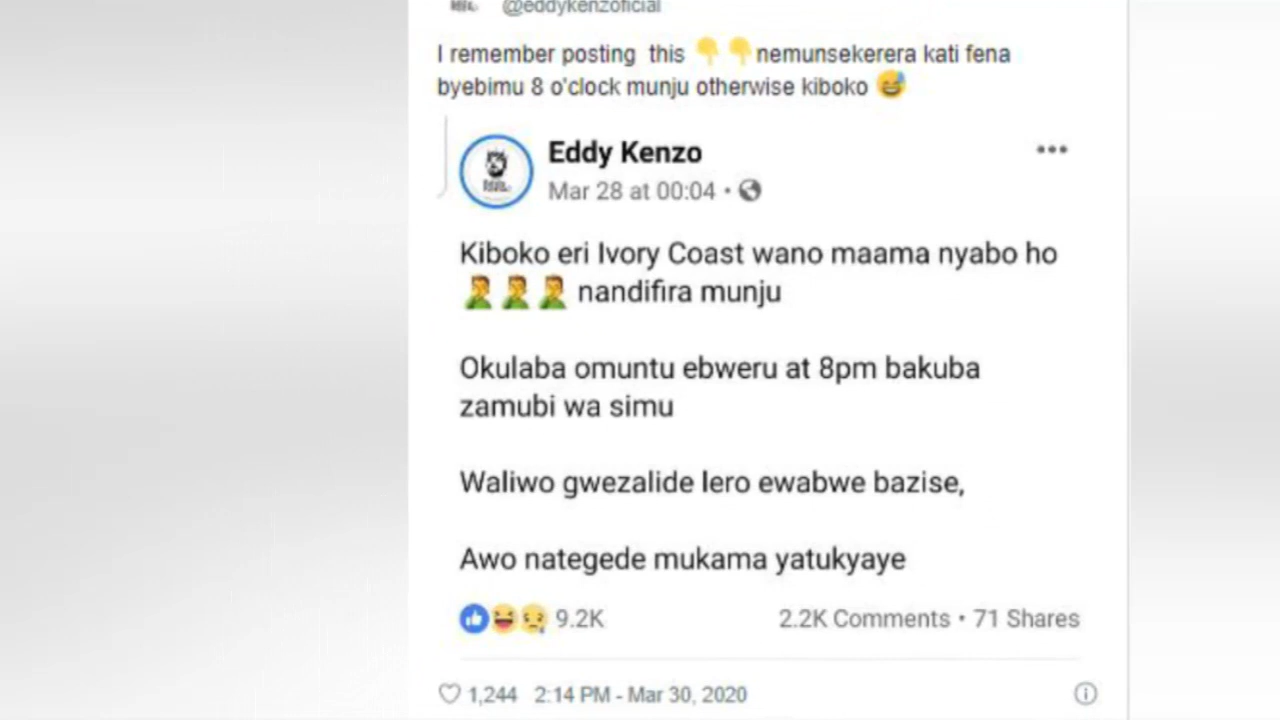 @eddykenzoficial
I remember posting this 👇 👇 nemunsekerera kati fena
byebimu 8 o'clock munju otherwise kiboko 😅
Eddy Kenzo
Mar 28 at 00:04 •
Kiboko eri Ivory Coast wano maama nyabo ho
🤦‍♂️🤦‍♂️🤦‍♂️ nandifira munju
Okulaba omuntu ebweru at 8pm bakuba
zamubi wa simu
Waliwo gwezalide lero ewabwe bazise,
Awo nategede mukama yatukyaye
9.2K 2.2K Comments • 71 Shares
1,244 2:14 PM - Mar 30, 2020